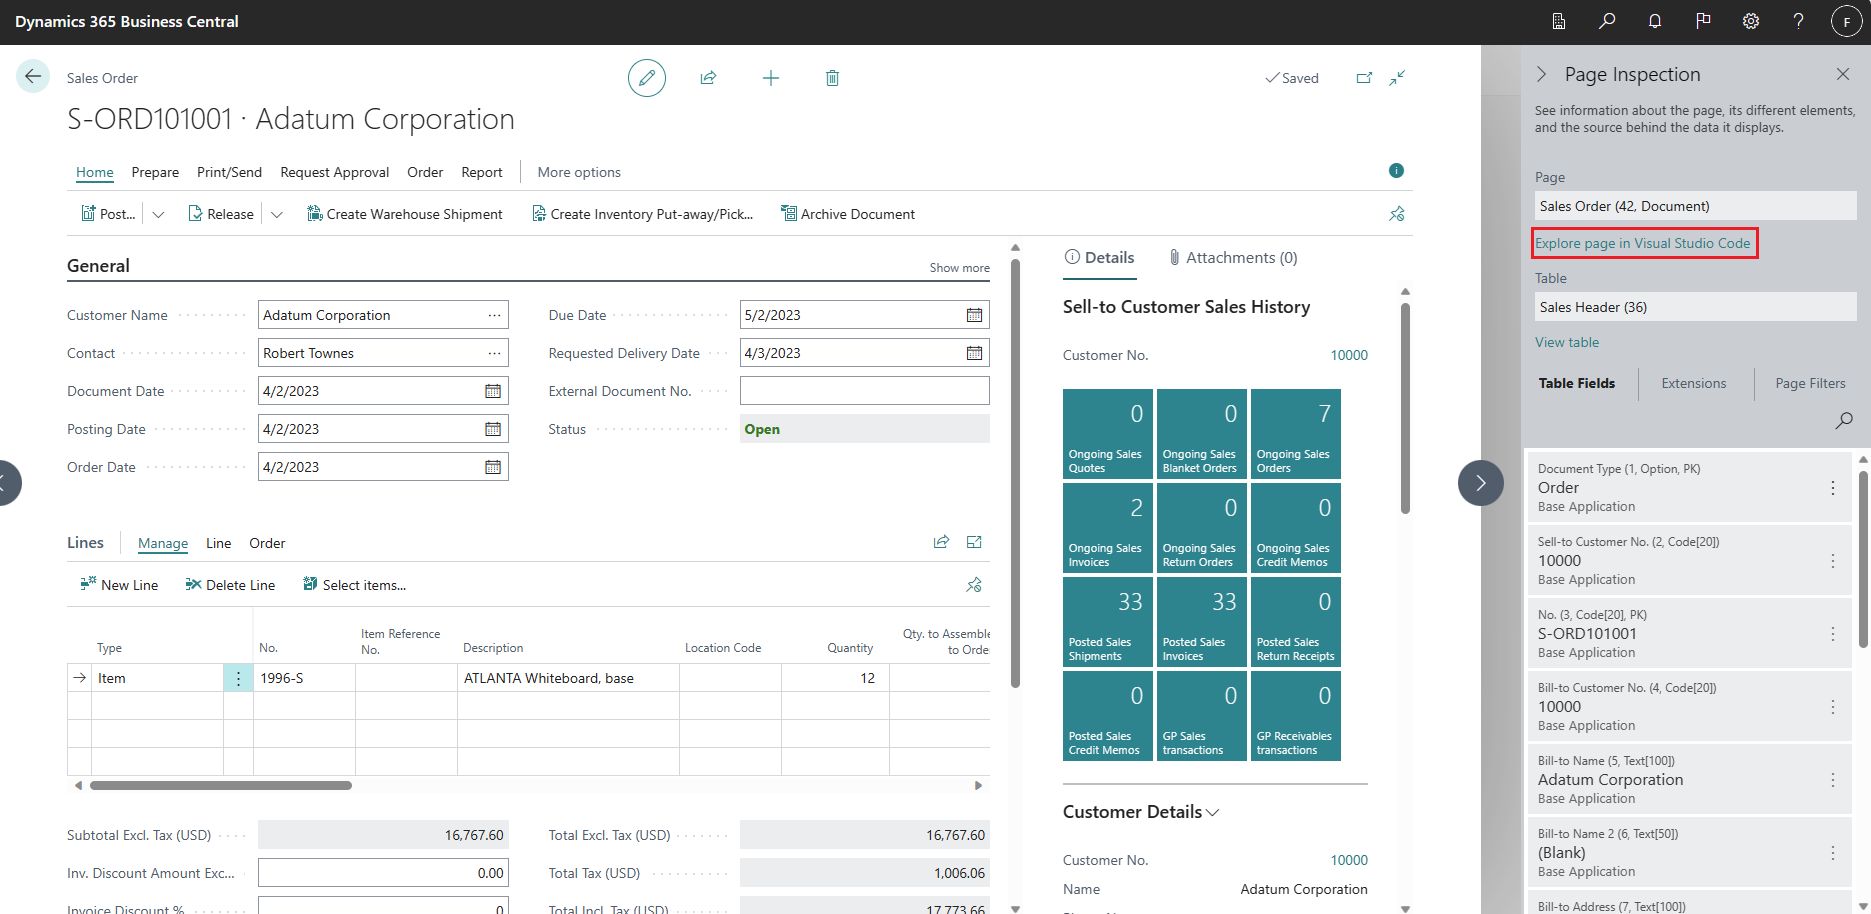 Dynamics 365 Business Central
F
Sales Order
Saved
S-ORD101001 · Adatum Corporation
Home
Prepare
Print/Send
Request Approval
Order
Report
More options
Post...
Release
Create Warehouse Shipment
Create Inventory Put-away/Pick...
Archive Document
General
Show more
Customer Name
Adatum Corporation
Contact
Robert Townes
Document Date
4/2/2023
Posting Date
4/2/2023
Order Date
4/2/2023
Due Date
5/2/2023
Requested Delivery Date
4/3/2023
External Document No.
Status
Open
Lines
Manage
Line
Order
New Line
Delete Line
Select items...
Type
No.
Item Reference
No.
Description
Location Code
Quantity
Qty. to Assemble
to Order
Item
1996-S
ATLANTA Whiteboard, base
12
Subtotal Excl. Tax (USD)
16,767.60
Inv. Discount Amount Exc...
0.00
Invoice Discount %
0
Total Excl. Tax (USD)
16,767.60
Total Tax (USD)
1,006.06
Total Incl. Tax (USD)
17,773.66
Details
Attachments (0)
Sell-to Customer Sales History
Customer No.
10000
0
Ongoing Sales
Quotes
0
Ongoing Sales
Blanket Orders
7
Ongoing Sales
Orders
2
Ongoing Sales
Invoices
0
Ongoing Sales
Return Orders
0
Ongoing Sales
Credit Memos
33
Posted Sales
Shipments
33
Posted Sales
Invoices
0
Posted Sales
Return Receipts
0
Posted Sales
Credit Memos
0
GP Sales
transactions
0
GP Receivables
transactions
Customer Details
Customer No.
10000
Name
Adatum Corporation
Page Inspection
See information about the page, its different elements,
and the source behind the data it displays.
Page
Sales Order (42, Document)
Explore page in Visual Studio Code
Table
Sales Header (36)
View table
Table Fields
Extensions
Page Filters
Document Type (1, Option, PK)
Order
Base Application
Sell-to Customer No. (2, Code[20])
10000
Base Application
No. (3, Code[20], PK)
S-ORD101001
Base Application
Bill-to Customer No. (4, Code[20])
10000
Base Application
Bill-to Name (5, Text[100])
Adatum Corporation
Base Application
Bill-to Name 2 (6, Text[50])
(Blank)
Base Application
Bill-to Address (7, Text[100])